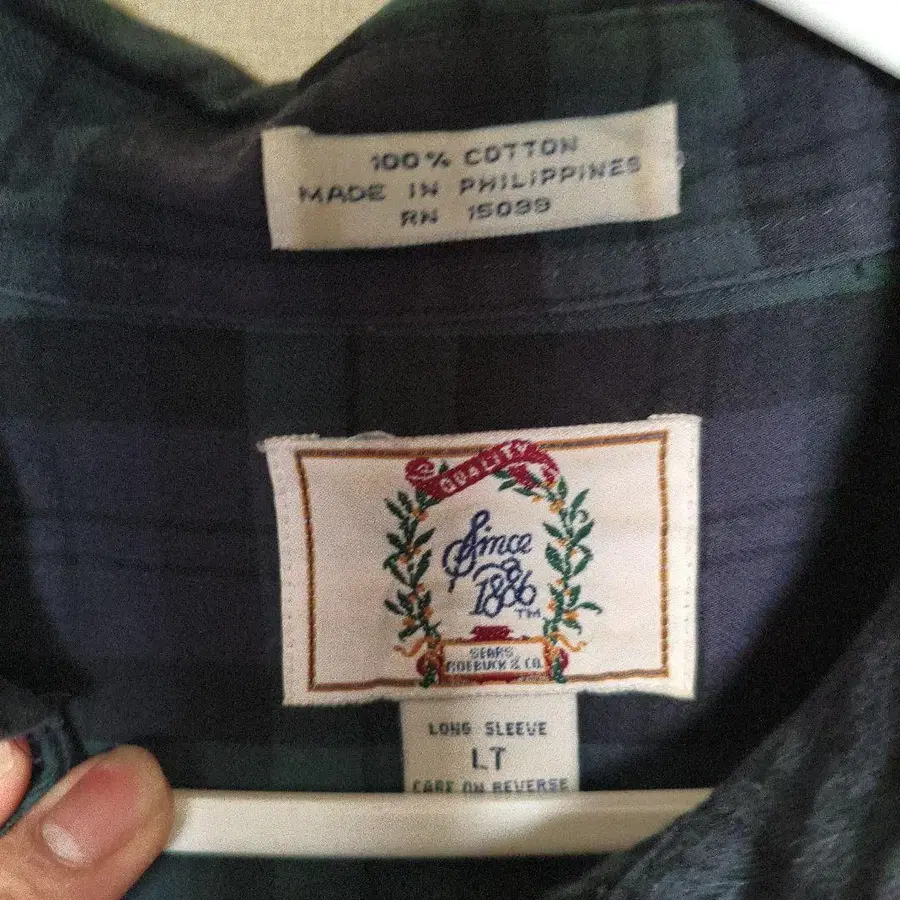 100% COTTON
MADE IN PHILIPPINES
RN 15099
QUALITY
Since
1886 TM
SEARS
ROEBUCK & CO.
LONG SLEEVE
LT
CARE ON REVERSE